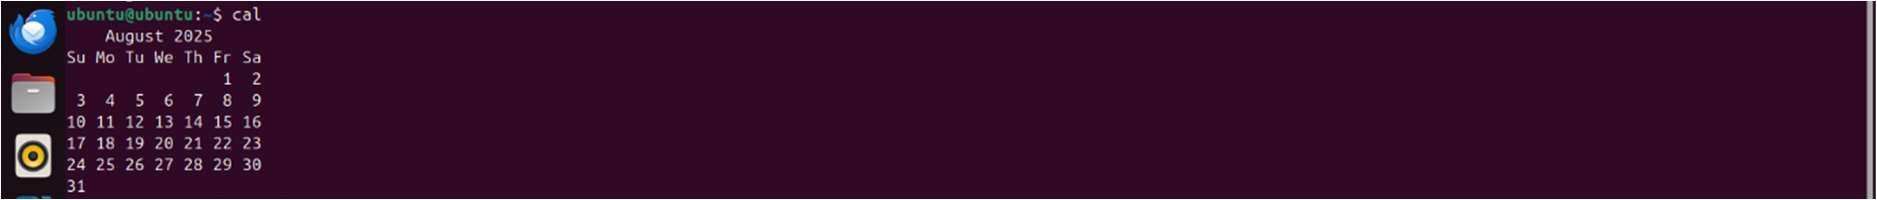 ubuntu@ubuntu:~$ cal
    August 2025
Su Mo Tu We Th Fr Sa
                1  2
 3  4  5  6  7  8  9
10 11 12 13 14 15 16
17 18 19 20 21 22 23
24 25 26 27 28 29 30
31